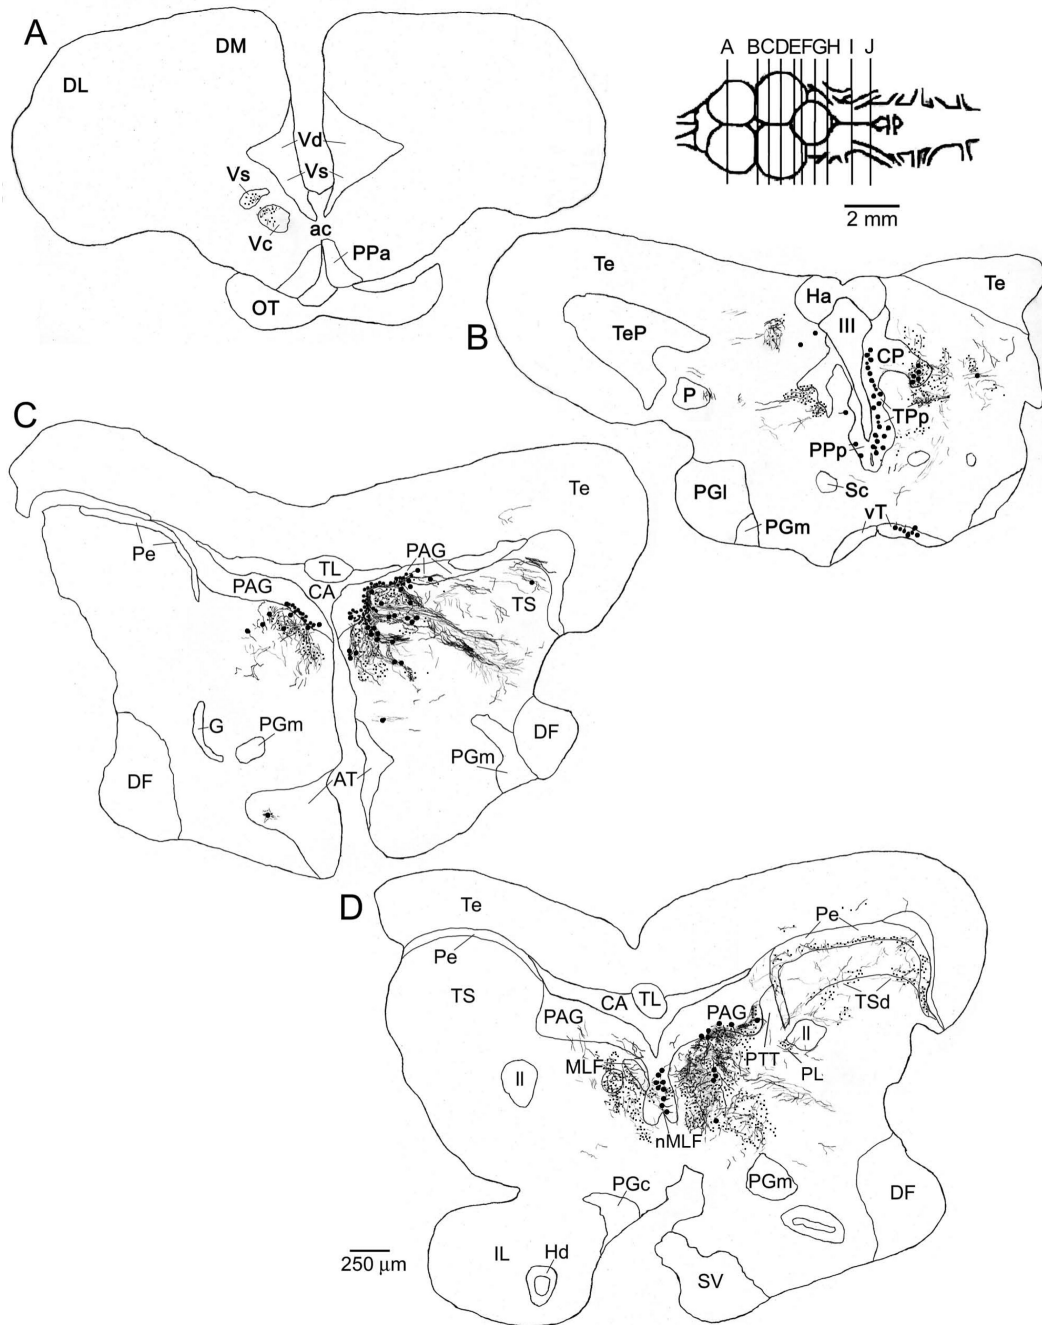 A
DM
DL
Vd
Vs
Vs
Vc
ac
PPa
OT
A BCDEFGH I J
2 mm
B
Te
Ha
Te
III
TeP
CP
P
TPp
PPp
Sc
PGl
vT
PGm
C
Te
Pe
TL
PAG
PAG
CA
TS
G
PGm
DF
PGm
DF
AT
D
Te
Pe
Pe
TS
CA
TL
TSd
PAG
PAG
ll
PTT
MLF
PL
ll
nMLF
PGc
PGm
DF
IL
Hd
SV
250 µm